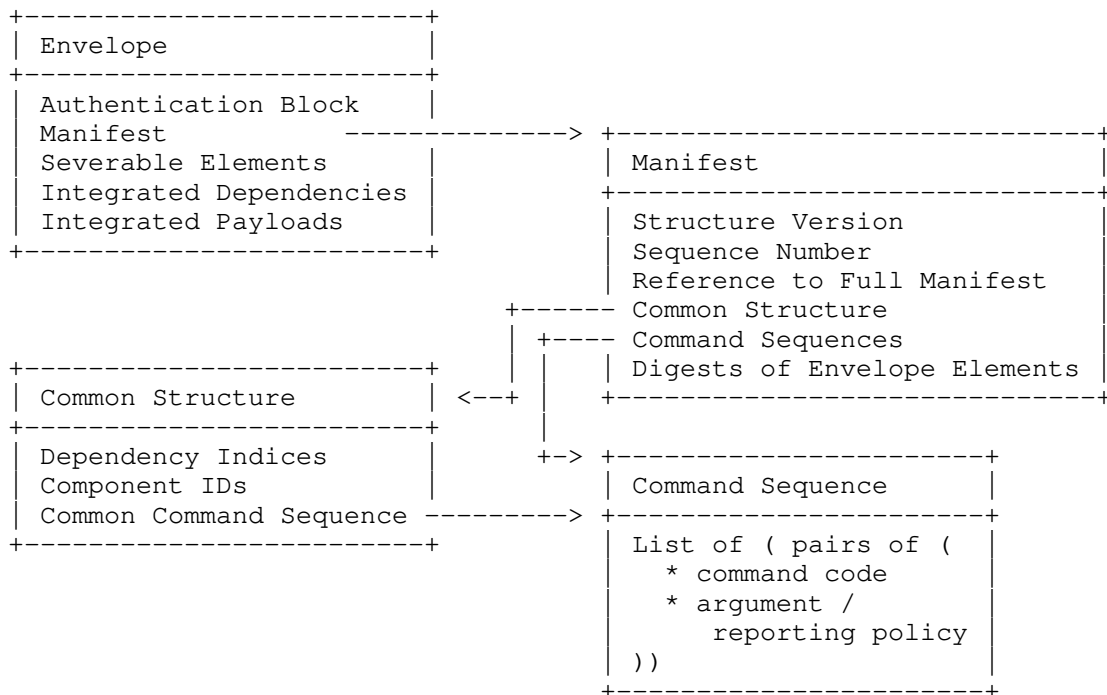 Envelope
Authentication Block
Manifest
Severable Elements
Integrated Dependencies
Integrated Payloads
Manifest
Structure Version
Sequence Number
Reference to Full Manifest
Common Structure
Command Sequences
Digests of Envelope Elements
Common Structure
Dependency Indices
Component IDs
Common Command Sequence
Command Sequence
List of ( pairs of (
* command code
* argument /
reporting policy
))